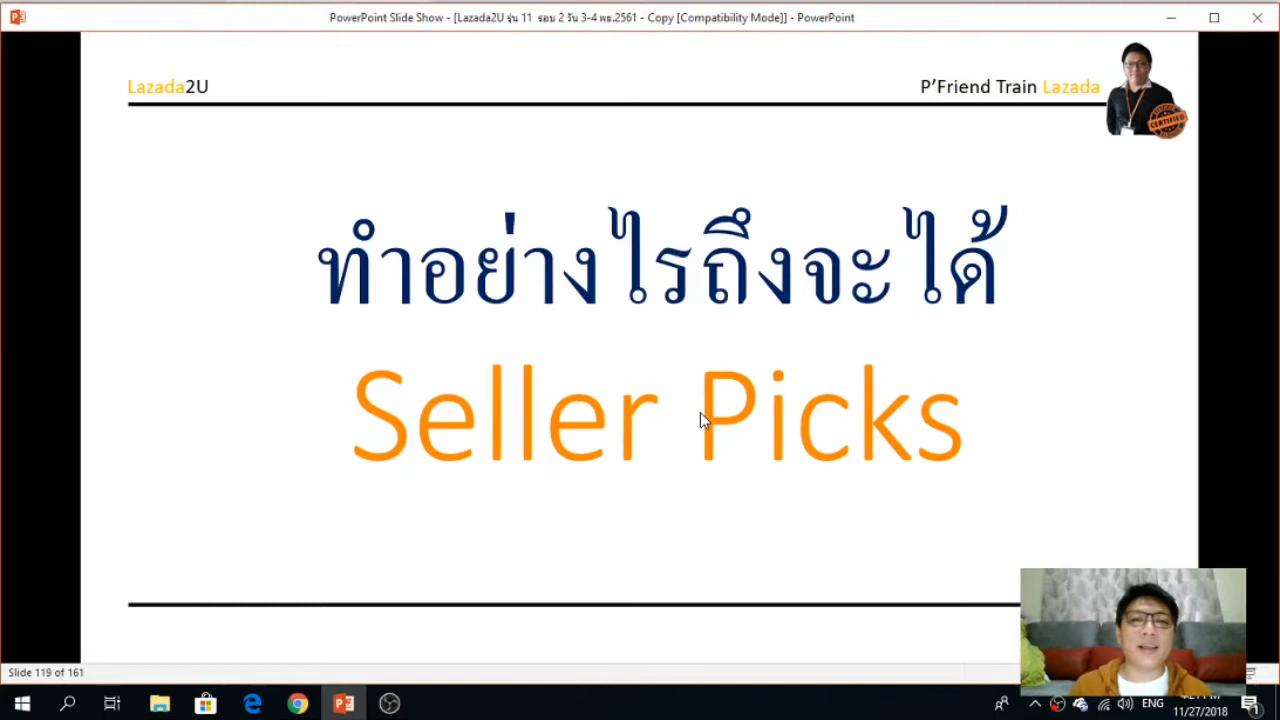 PowerPoint Slide Show - [Lazada2U รุ่น 11 รอบ 2 วัน 3-4 พย.2561 - Copy [Compatibility Mode]] - PowerPoint
Lazada2U
P’Friend Train Lazada
CERTIFIED
ทำอย่างไรถึงจะได้
Seller Picks
Slide 119 of 161
ENG
11/27/2018